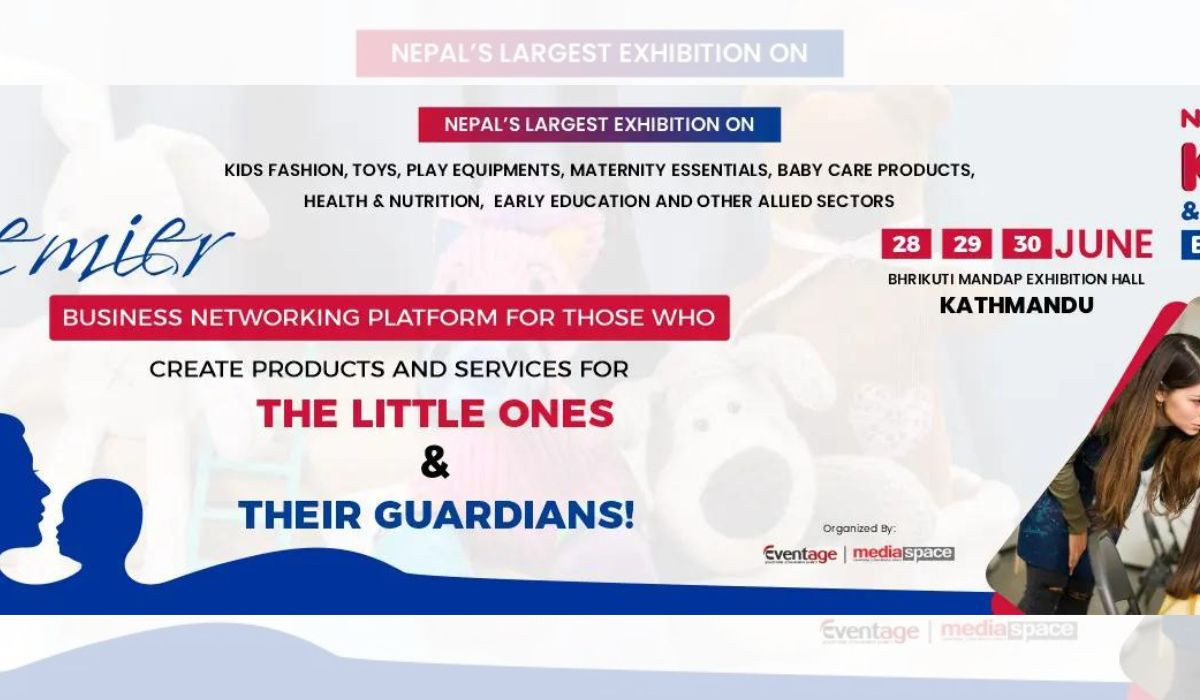 NEPAL'S LARGEST EXHIBITION ON
NEPAL'S LARGEST EXHIBITION ON
KIDS FASHION, TOYS, PLAY EQUIPMENTS, MATERNITY ESSENTIALS, BABY CARE PRODUCTS,
HEALTH & NUTRITION, EARLY EDUCATION AND OTHER ALLIED SECTORS
emier
BUSINESS NETWORKING PLATFORM FOR THOSE WHO
CREATE PRODUCTS AND SERVICES FOR
THE LITTLE ONES
&
THEIR GUARDIANS!
28 29 30 JUNE
BHRIKUTI MANDAP EXHIBITION HALL
KATHMANDU
N
K
&
E
Organized By:
Eventage | mediaspace
Eventage | mediaspace